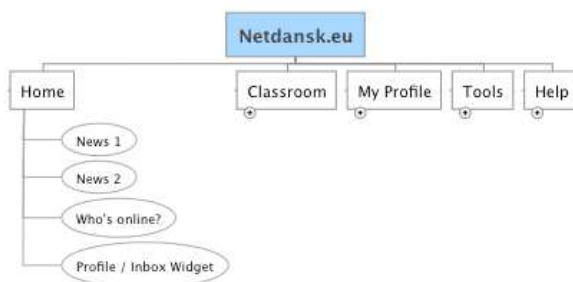 Netdansk.eu
Home
Classroom
My Profile
Tools
Help
News 1
News 2
Who's online?
Profile / Inbox Widget